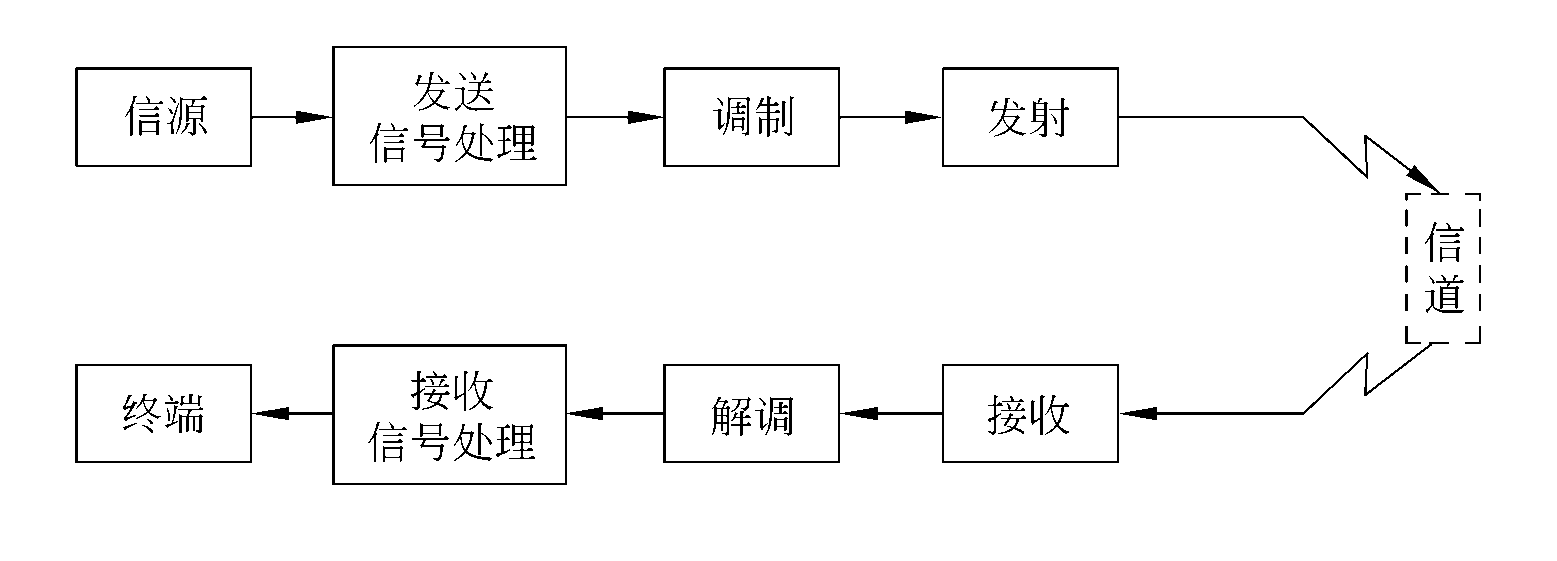 信源
发送
信号处理
调制
发射
信
道
终端
接收
信号处理
解调
接收